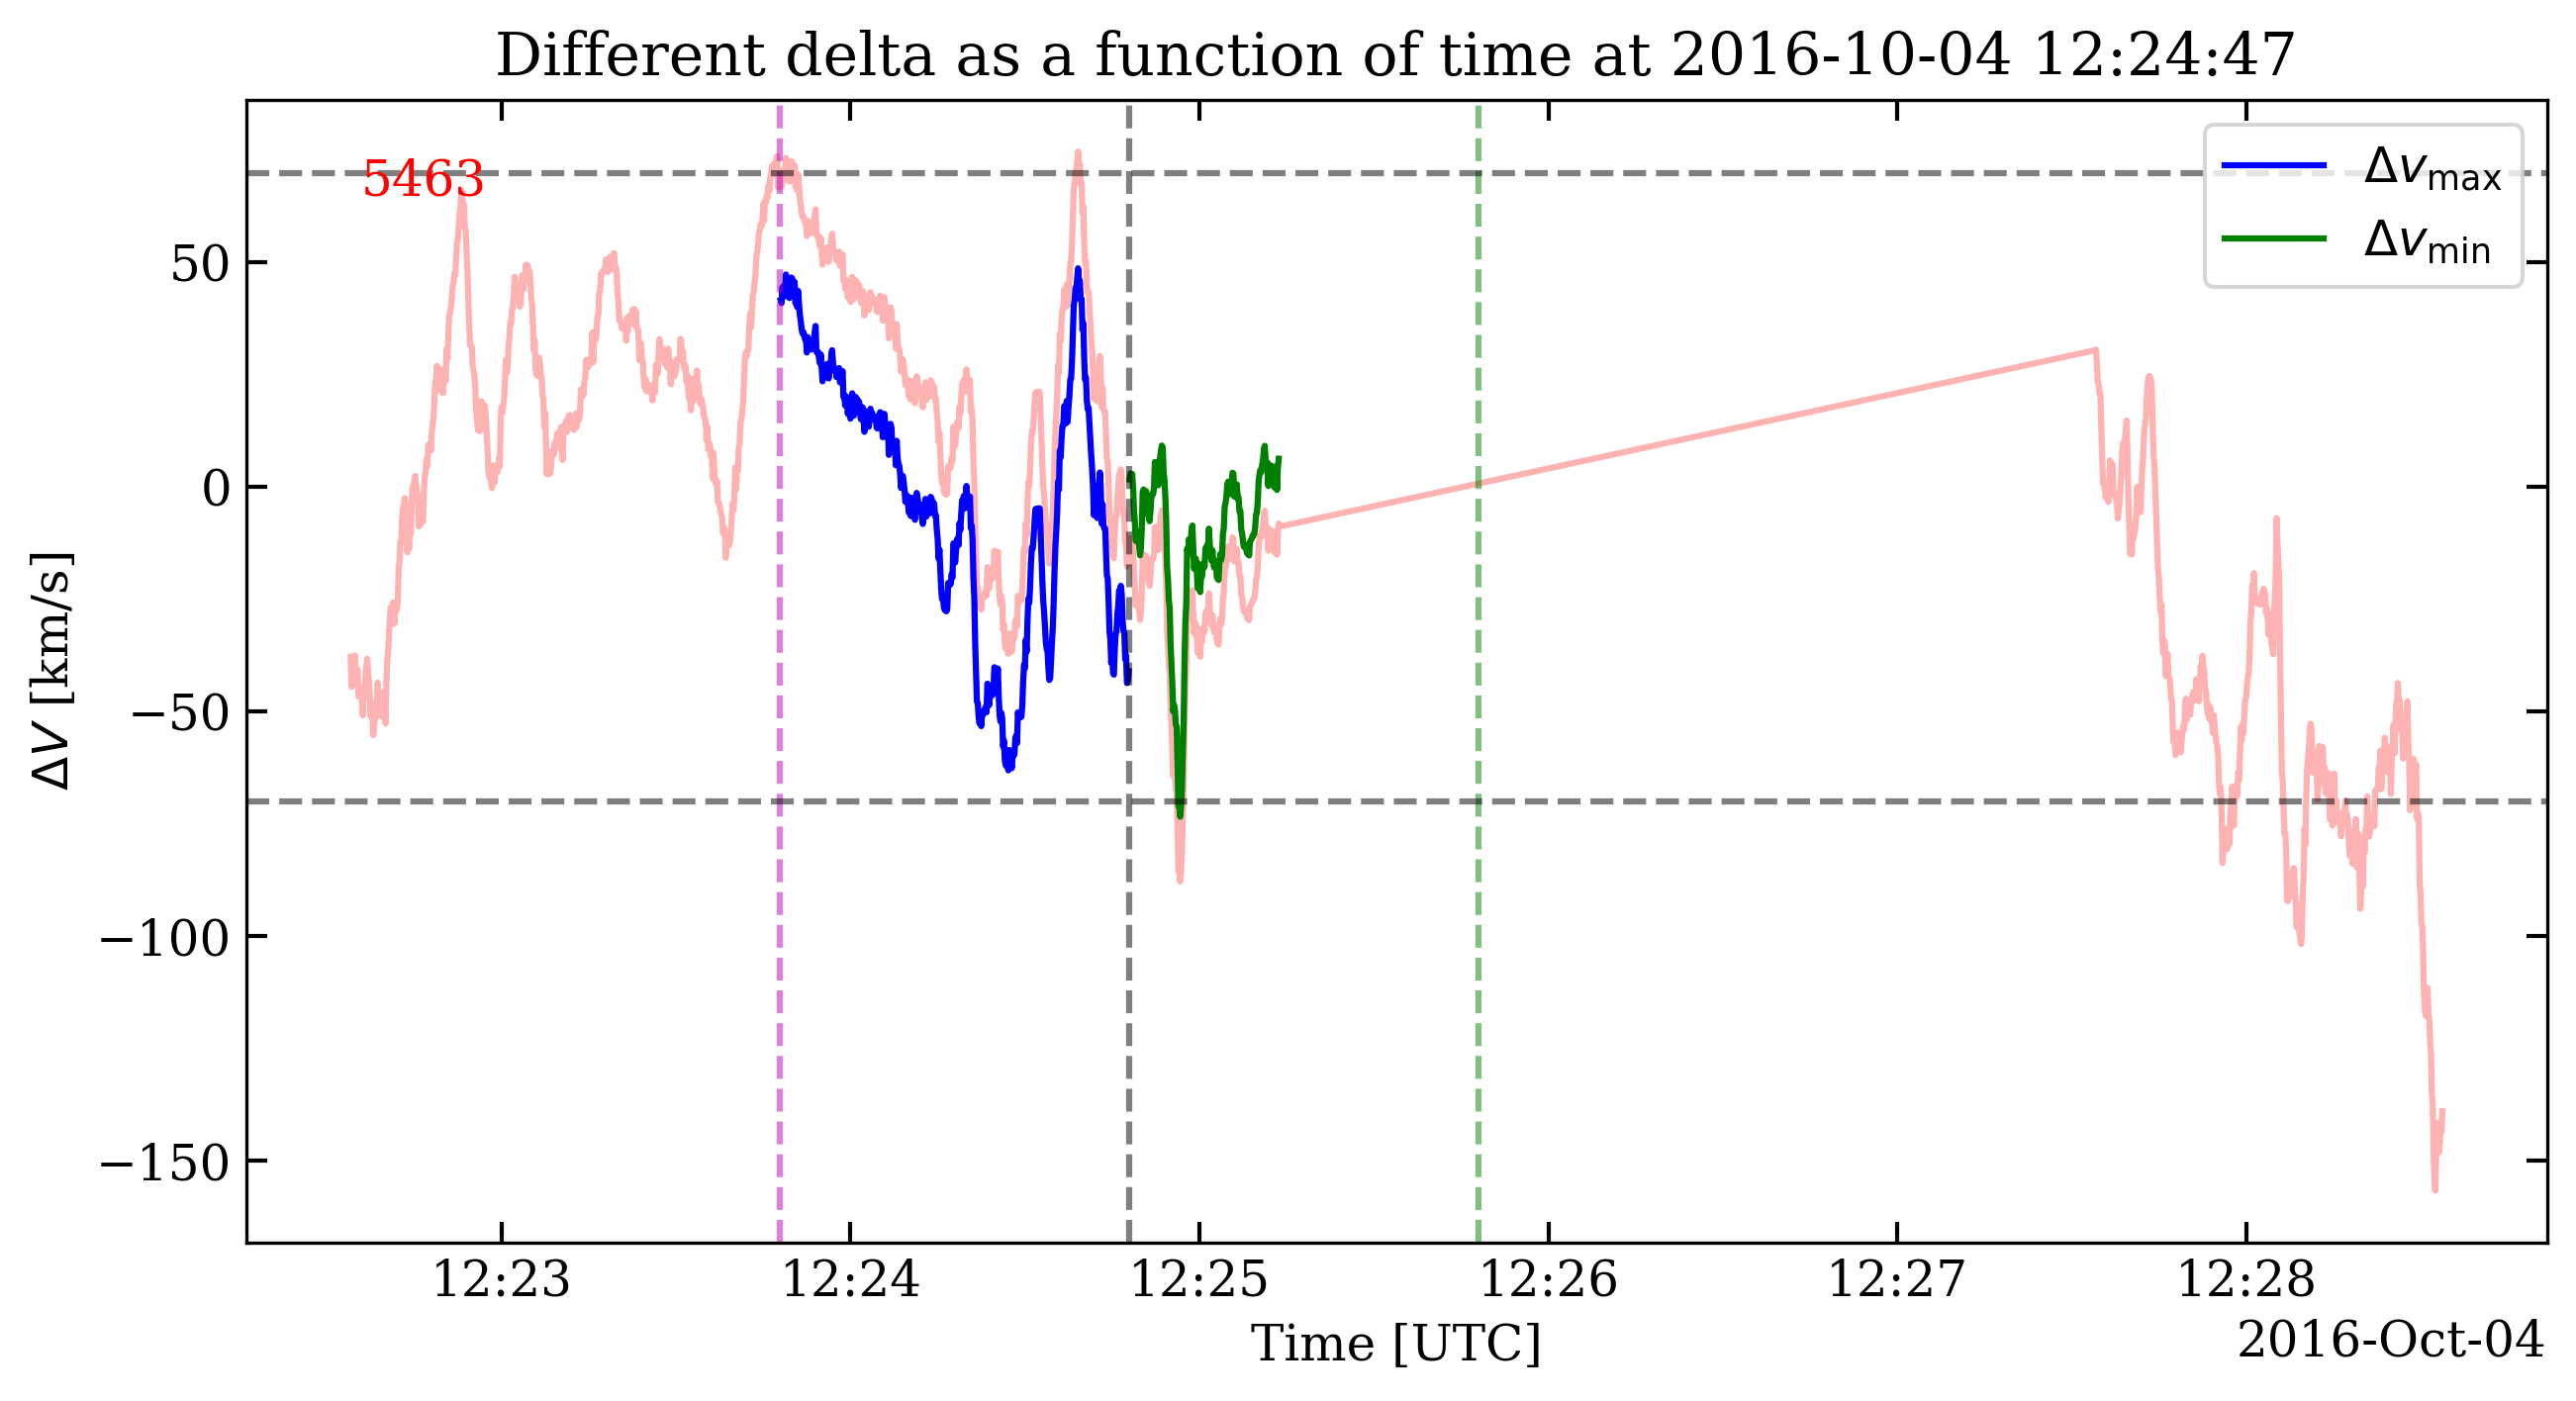 Different delta as a function of time at 2016-10-04 12:24:47
5463
Δv_max
Δv_min
50
0
−50
−100
−150
ΔV [km/s]
12:23 12:24 12:25 12:26 12:27 12:28
Time [UTC]
2016-Oct-04